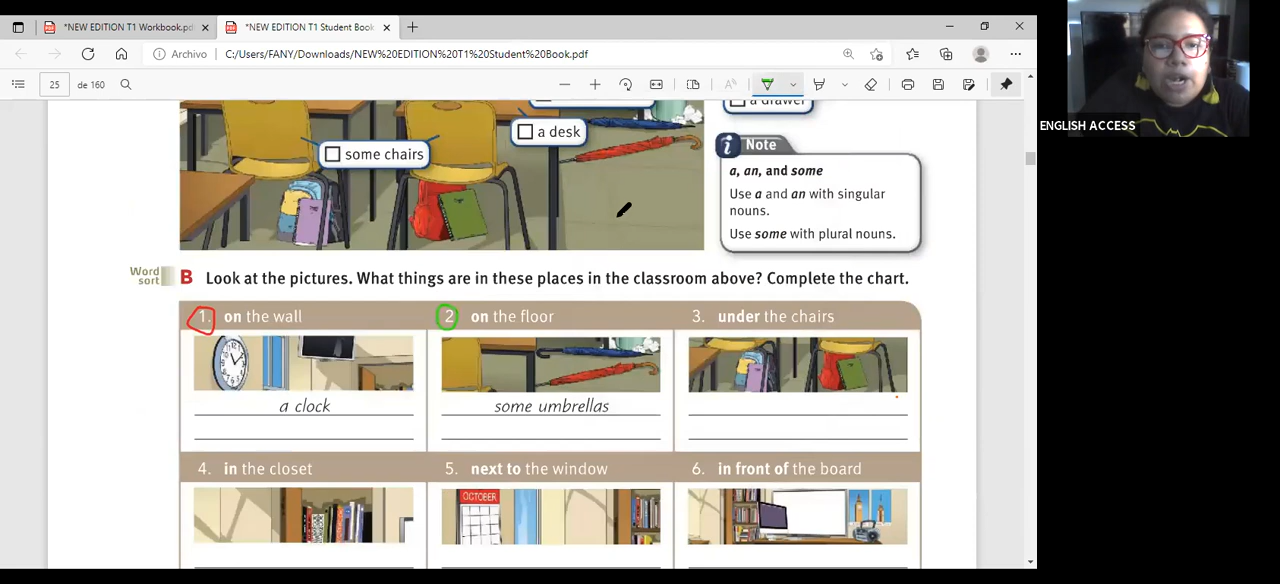 *NEW EDITION T1 Workbook.pd
*NEW EDITION T1 Student Book
Archivo
C:/Users/FANY/Downloads/NEW%20EDITION%20T1%20Student%20Book.pdf
25
de 160
ENGLISH ACCESS
a drawer
a desk
some chairs
Note
a, an, and some
Use a and an with singular
nouns.
Use some with plural nouns.
Word
sort
B Look at the pictures. What things are in these places in the classroom above? Complete the chart.
1. on the wall
2 on the floor
3. under the chairs
a clock
some umbrellas
4. in the closet
5. next to the window
6. in front of the board
OCTOBER